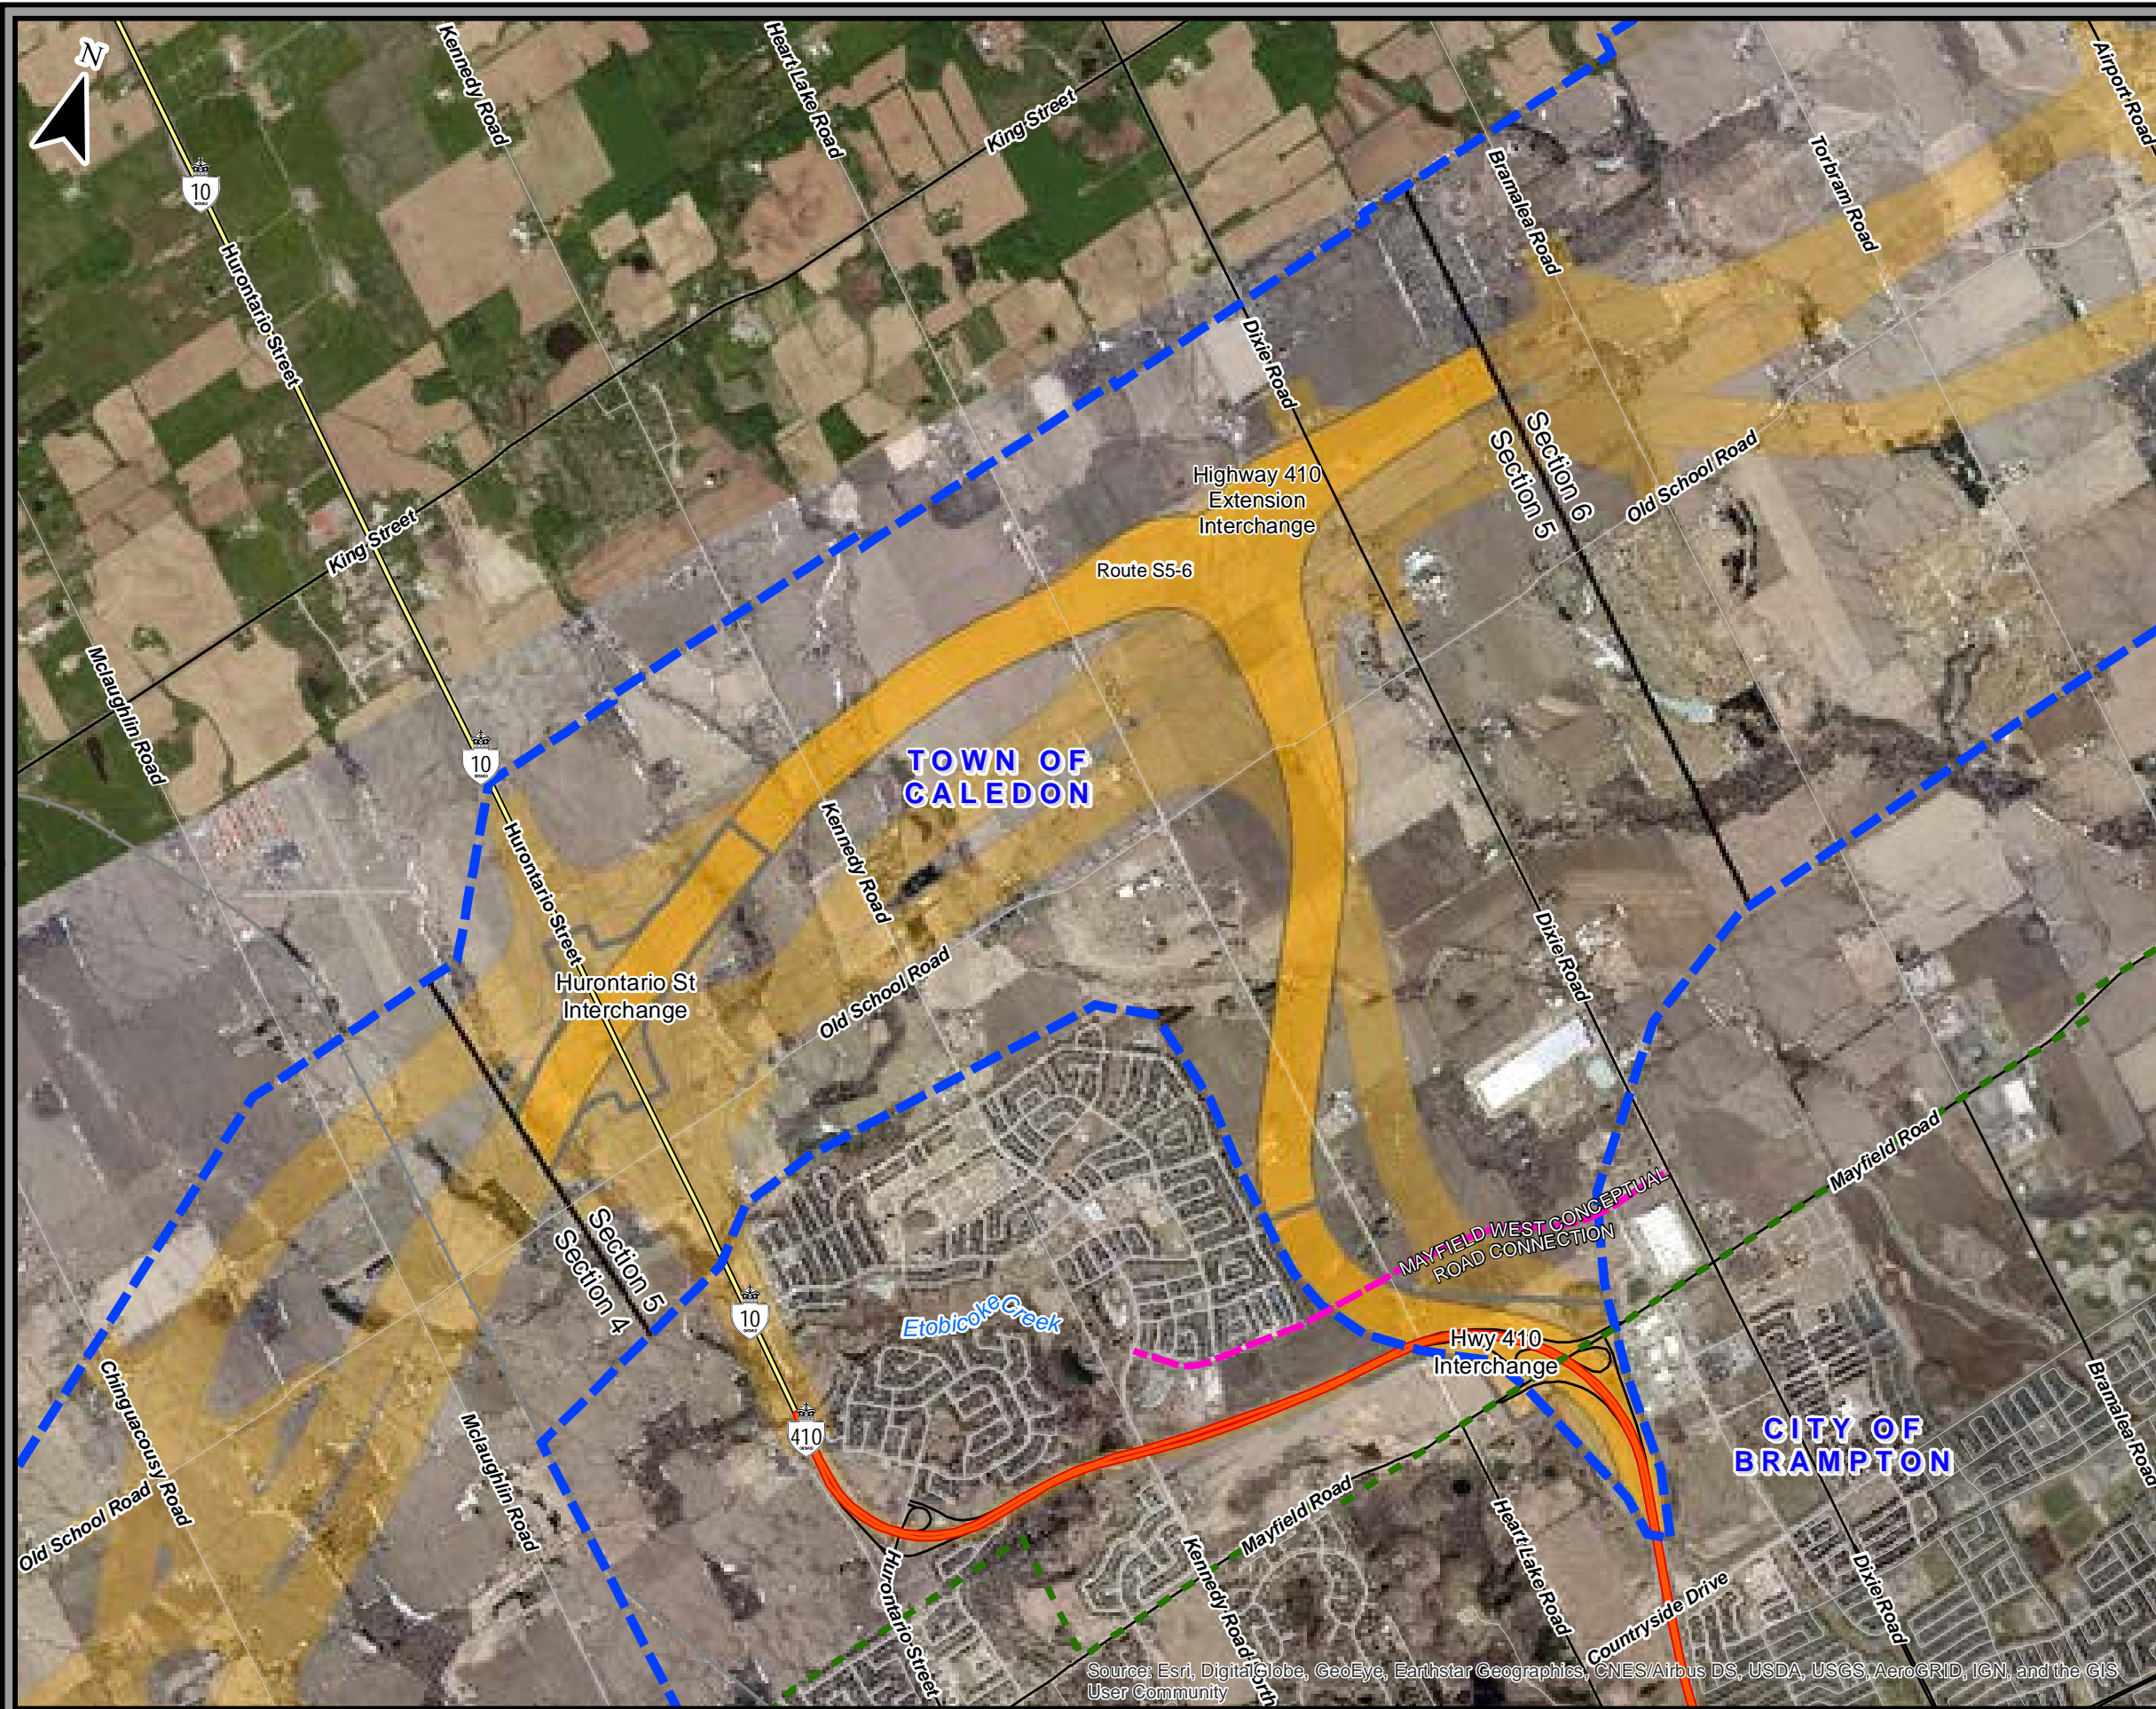 N
Kennedy Road
Heart Lake Road
Airport Road
King Street
10
ONTARIO
Bramalea Road
Torbram Road
Hurontario Street
Dixie Road
King Street
Section 6
Section 5
Old School Road
Highway 410
Extension
Interchange
Route S5-6
Mclaughlin Road
10
ONTARIO
TOWN OF
CALEDON
Hurontario Street
Kennedy Road
Dixie Road
Hurontario St
Interchange
Old School Road
Mayfield Road
MAYFIELD WEST CONCEPTUAL
ROAD CONNECTION
Section 5
Section 4
10
ONTARIO
Etobicoke Creek
Hwy 410
Interchange
Chinguacousy Road
Mclaughlin Road
410
ONTARIO
CITY OF
BRAMPTON
Bramalea Road
Old School Road
Mayfield Road
Hurontario Street
Kennedy Road North
Heart Lake Road
Countryside Drive
Dixie Road
Source: Esri, DigitalGlobe, GeoEye, Earthstar Geographics, CNES/Airbus DS, USDA, USGS, AeroGRID, IGN, and the GIS
User Community